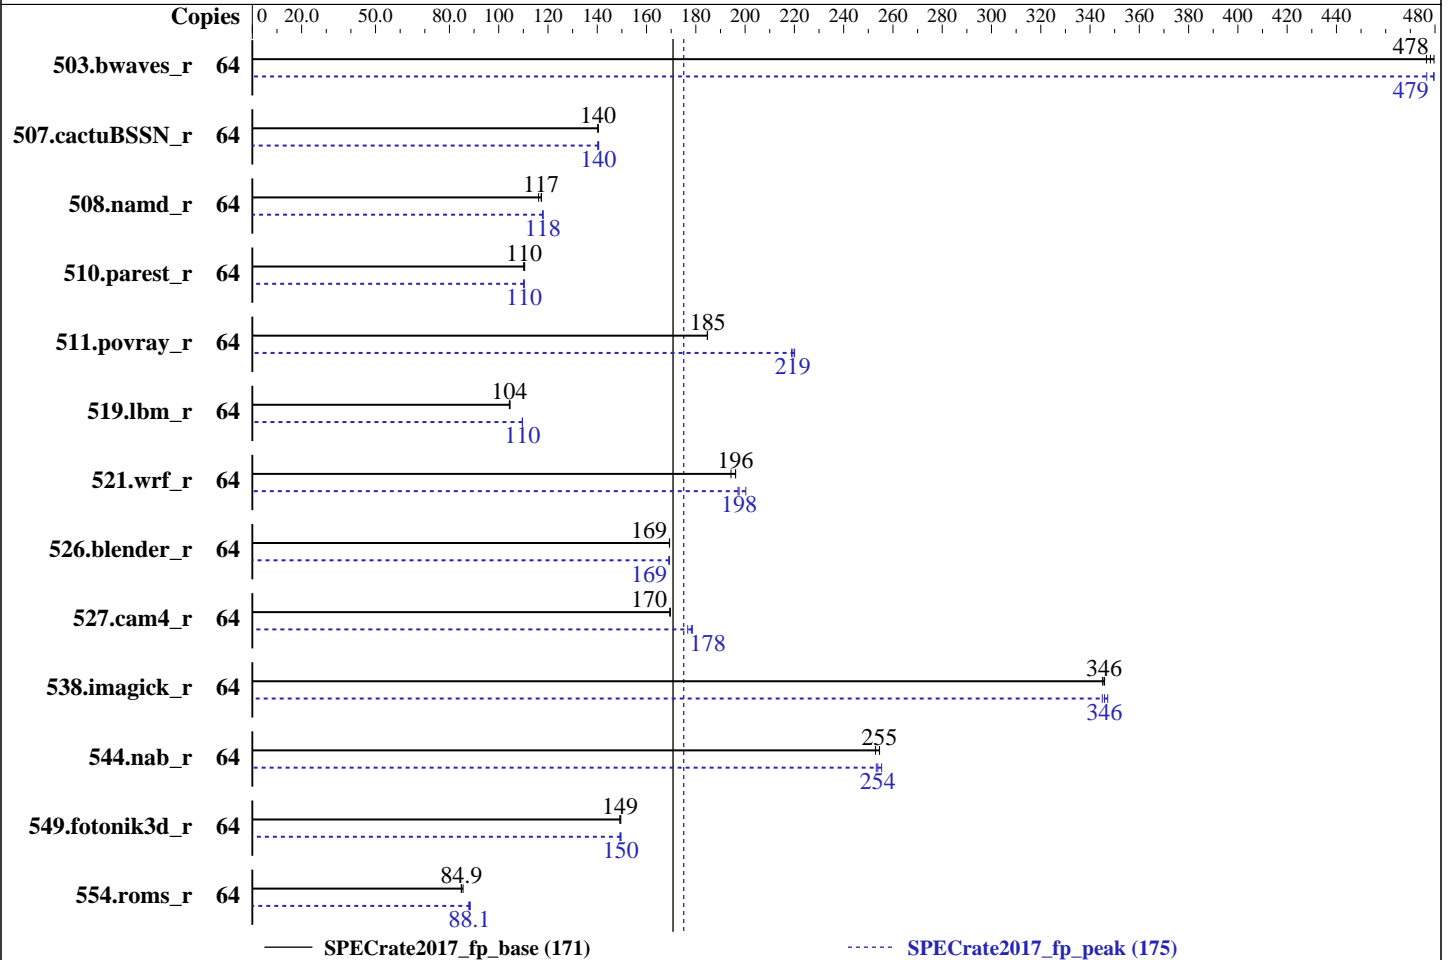 Copies 0 20.0 50.0 80.0 100 120 140 160 180 200 220 240 260 280 300 320 340 360 380 400 420 440 480
503.bwaves_r 64 478
479
507.cactuBSSN_r 64 140
140
508.namd_r 64 117
118
510.parest_r 64 110
110
511.povray_r 64 185
219
519.lbm_r 64 104
110
521.wrf_r 64 196
198
526.blender_r 64 169
169
527.cam4_r 64 170
178
538.imagick_r 64 346
346
544.nab_r 64 255
254
549.fotonik3d_r 64 149
150
554.roms_r 64 84.9
88.1
SPECrate2017_fp_base (171) SPECrate2017_fp_peak (175)